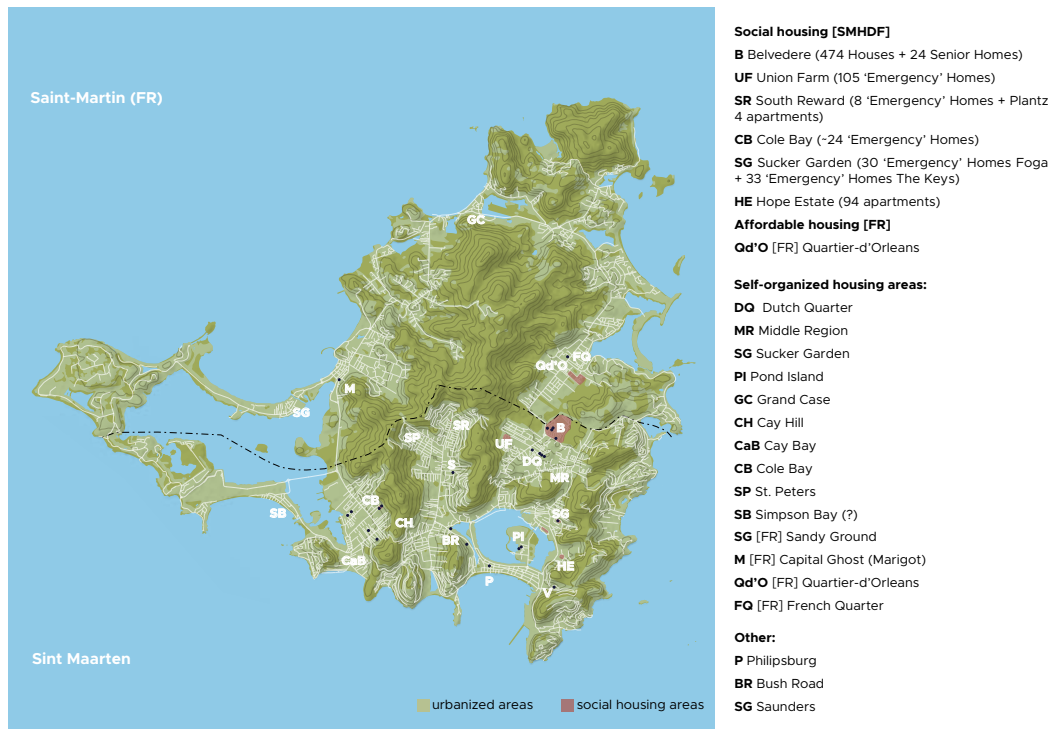 Saint-Martin (FR)
GC
FQ
Qd'O
M
SG
B
SR
SP
UF
DQ
S
MR
CB
SB
SG
CH
BR
PI
CaB
HE
P
V
Sint Maarten
urbanized areas
social housing areas
Social housing [SMHDF]
B Belvedere (474 Houses + 24 Senior Homes)
UF Union Farm (105 ‘Emergency’ Homes)
SR South Reward (8 ‘Emergency’ Homes + Plantz
4 apartments)
CB Cole Bay (~24 ‘Emergency’ Homes)
SG Sucker Garden (30 ‘Emergency’ Homes Foga
+ 33 ‘Emergency’ Homes The Keys)
HE Hope Estate (94 apartments)
Affordable housing [FR]
Qd’O [FR] Quartier-d’Orleans
Self-organized housing areas:
DQ Dutch Quarter
MR Middle Region
SG Sucker Garden
PI Pond Island
GC Grand Case
CH Cay Hill
CaB Cay Bay
CB Cole Bay
SP St. Peters
SB Simpson Bay (?)
SG [FR] Sandy Ground
M [FR] Capital Ghost (Marigot)
Qd’O [FR] Quartier-d’Orleans
FQ [FR] French Quarter
Other:
P Philipsburg
BR Bush Road
SG Saunders